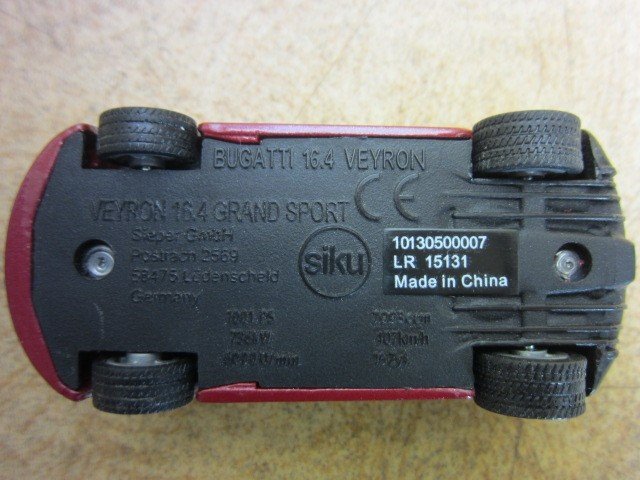 BUGATTI 16.4 VEYRON
VEYRON 16.4 GRAND SPORT
CE
Sieper GmbH
Postfach 2569
58475 Lüdenscheid
Germany
siku
10130500007
LR 15131
Made in China
407km/h